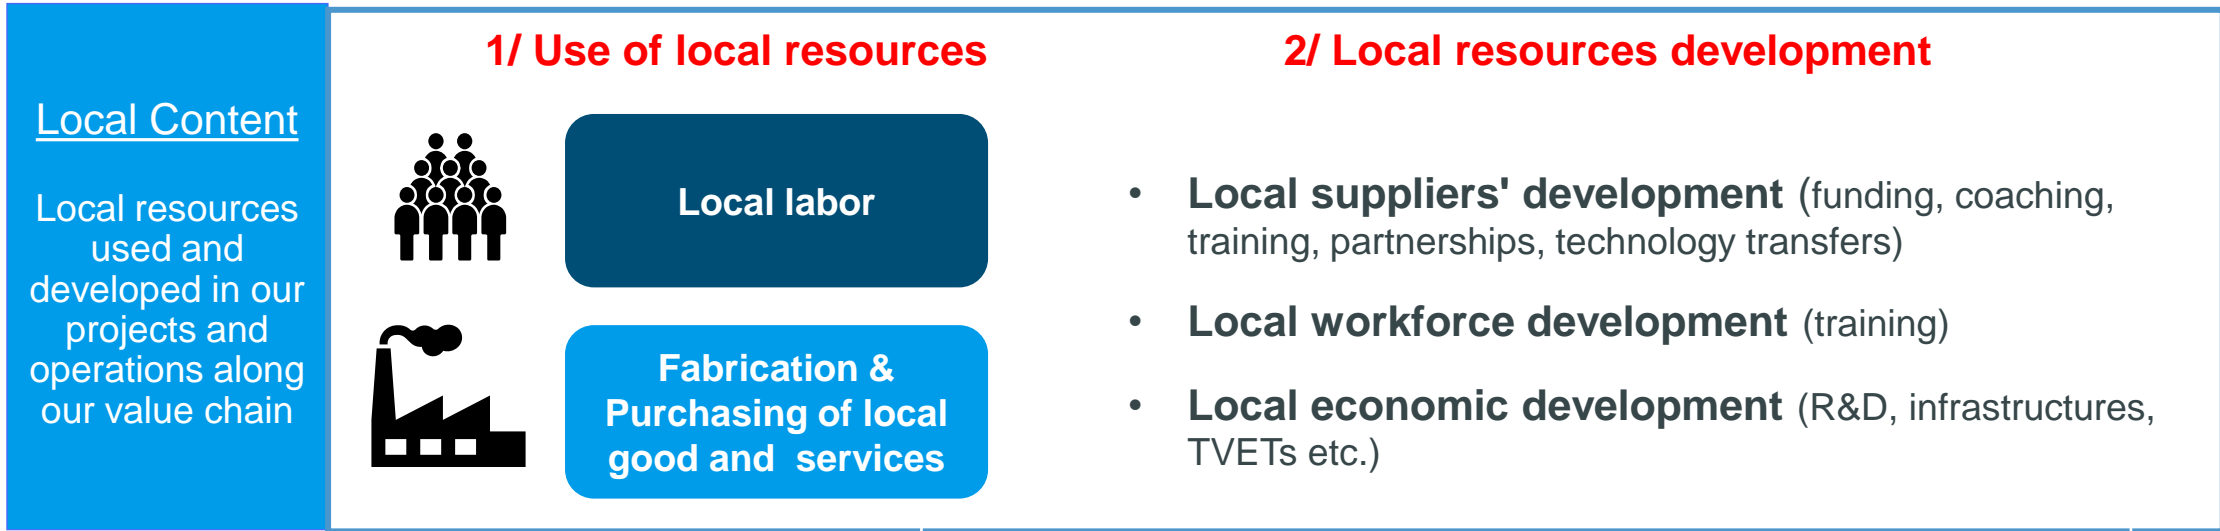 Local Content
Local resources
used and
developed in our
projects and
operations along
our value chain
1/ Use of local resources
Local labor
Fabrication &
Purchasing of local
good and  services
2/ Local resources development
• Local suppliers' development (funding, coaching,
training, partnerships, technology transfers)
• Local workforce development (training)
• Local economic development (R&D, infrastructures,
TVETs etc.)